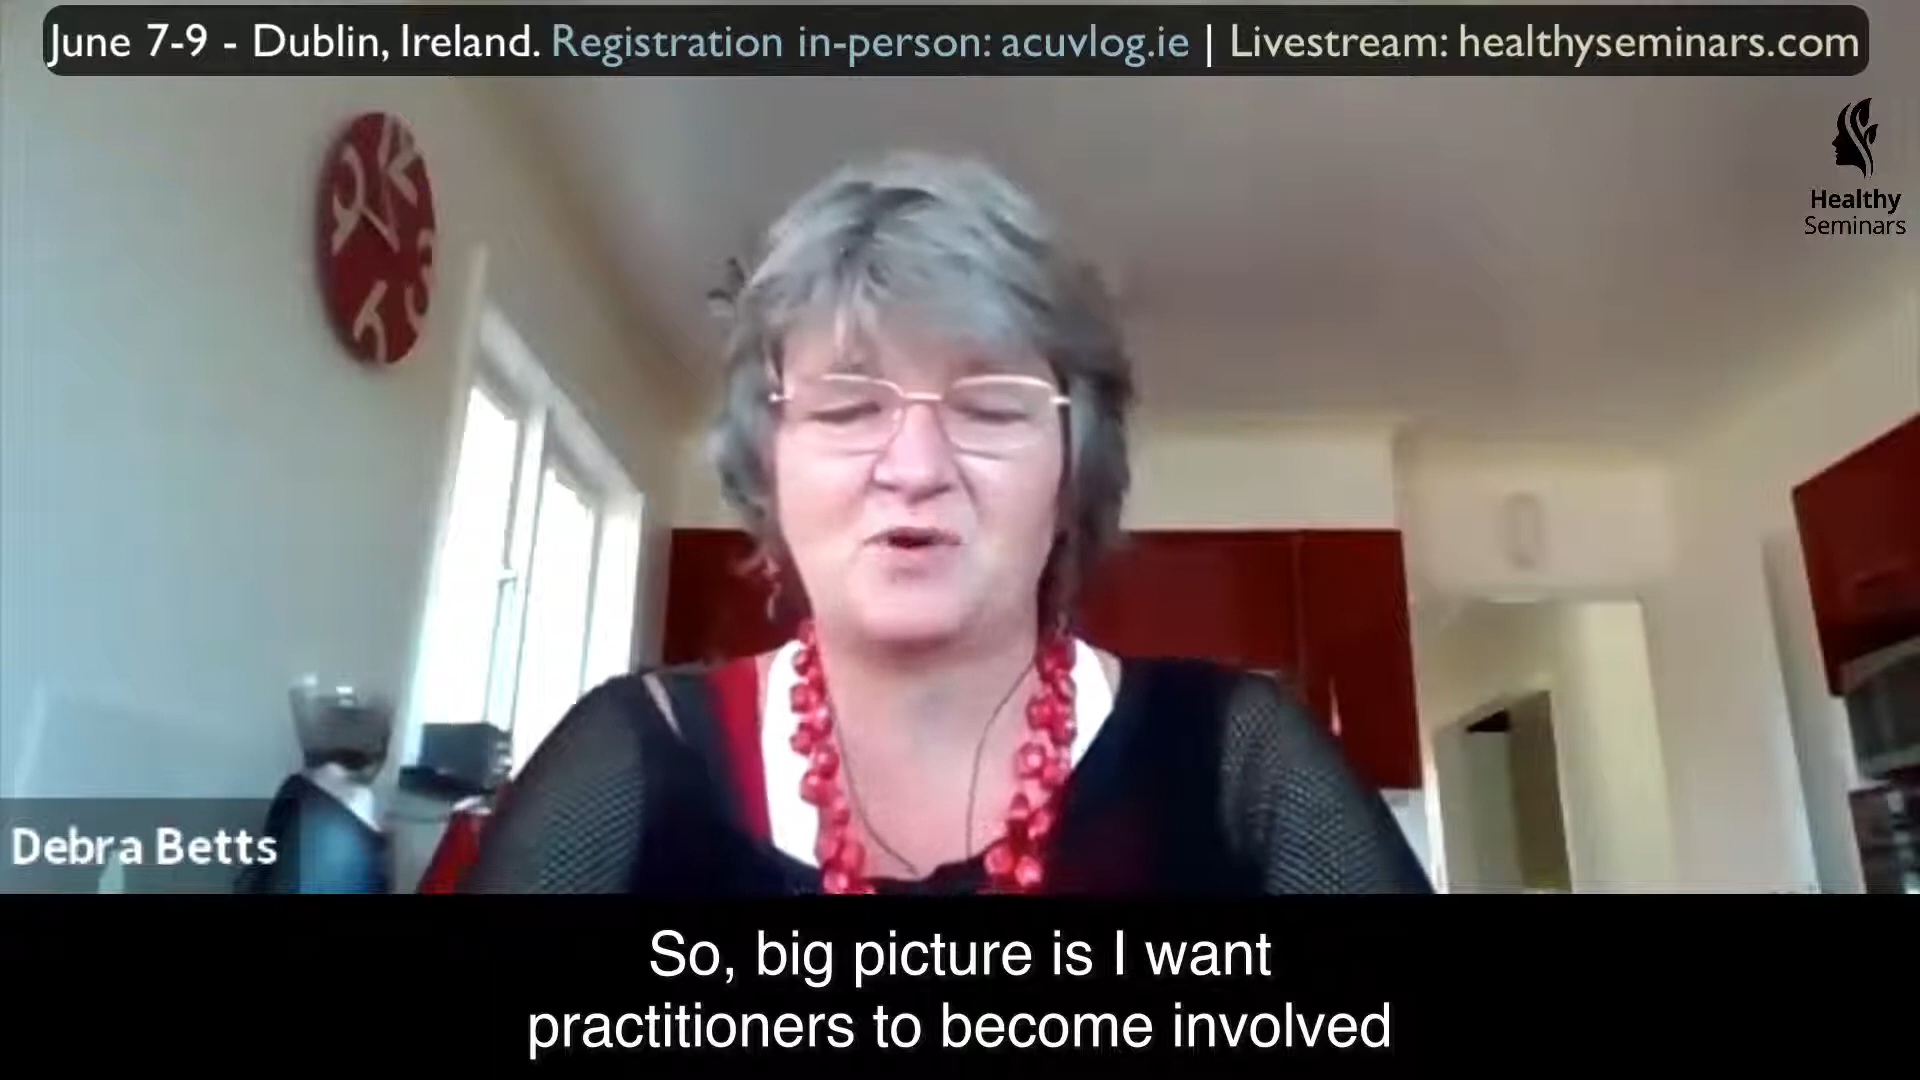 June 7-9 - Dublin, Ireland. Registration in-person: acuvlog.ie | Livestream: healthyseminars.com
Healthy
Seminars
Debra Betts
So, big picture is I want
practitioners to become involved